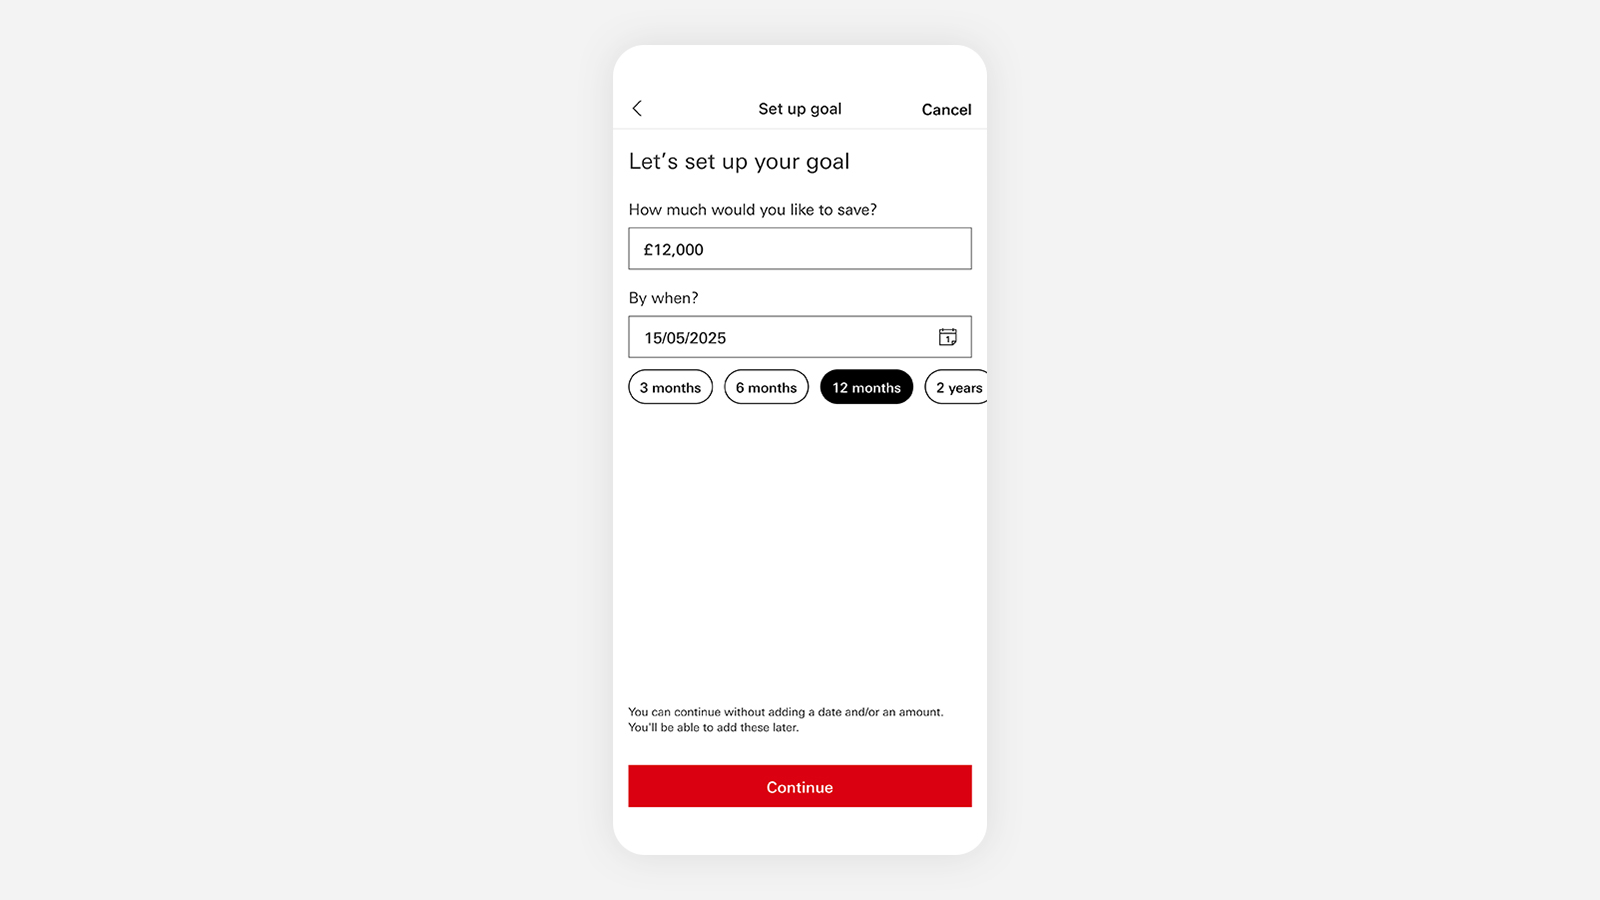 Set up goal
Cancel
Let's set up your goal
How much would you like to save?
£12,000
By when?
15/05/2025
1
3 months
6 months
12 months
2 years
You can continue without adding a date and/or an amount.
You'll be able to add these later.
Continue